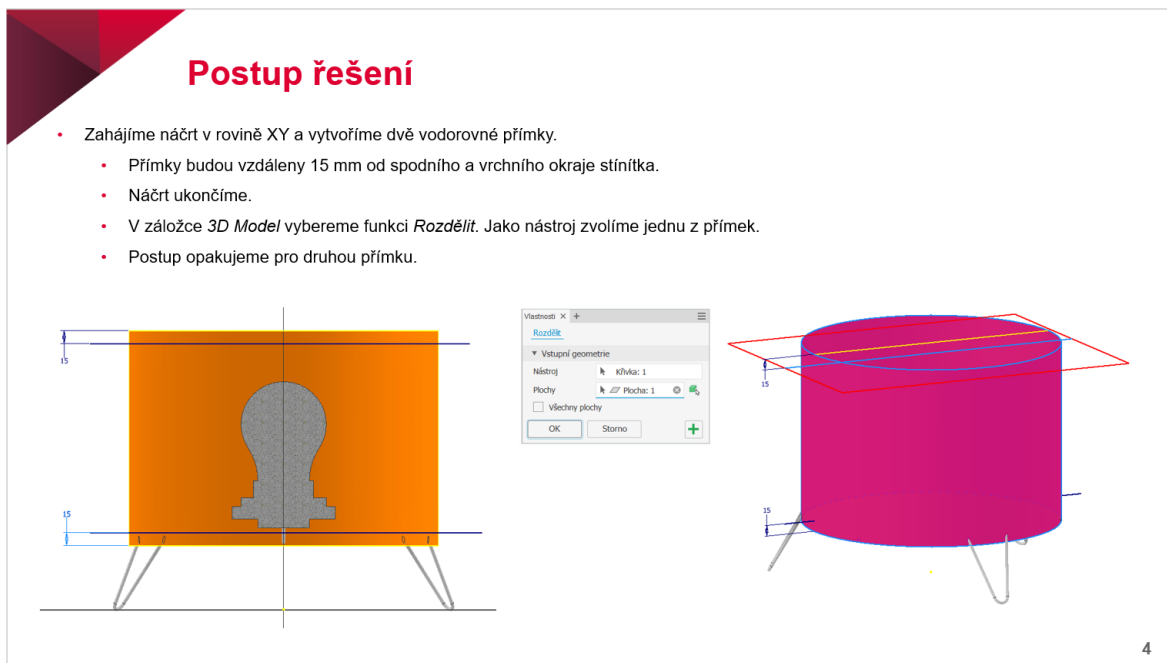 Postup řešení
• Zahájíme náčrt v rovině XY a vytvoříme dvě vodorovné přímky.
• Přímky budou vzdáleny 15 mm od spodního a vrchního okraje stínítka.
• Náčrt ukončíme.
• V záložce 3D Model vybereme funkci Rozdělit. Jako nástroj zvolíme jednu z přímek.
• Postup opakujeme pro druhou přímku.
15
15
Vlastnosti × +
Rozdělit
Vstupní geometrie
Nástroj Křivka: 1
Plochy Plocha: 1
Všechny plochy
OK Storno
15
15
4